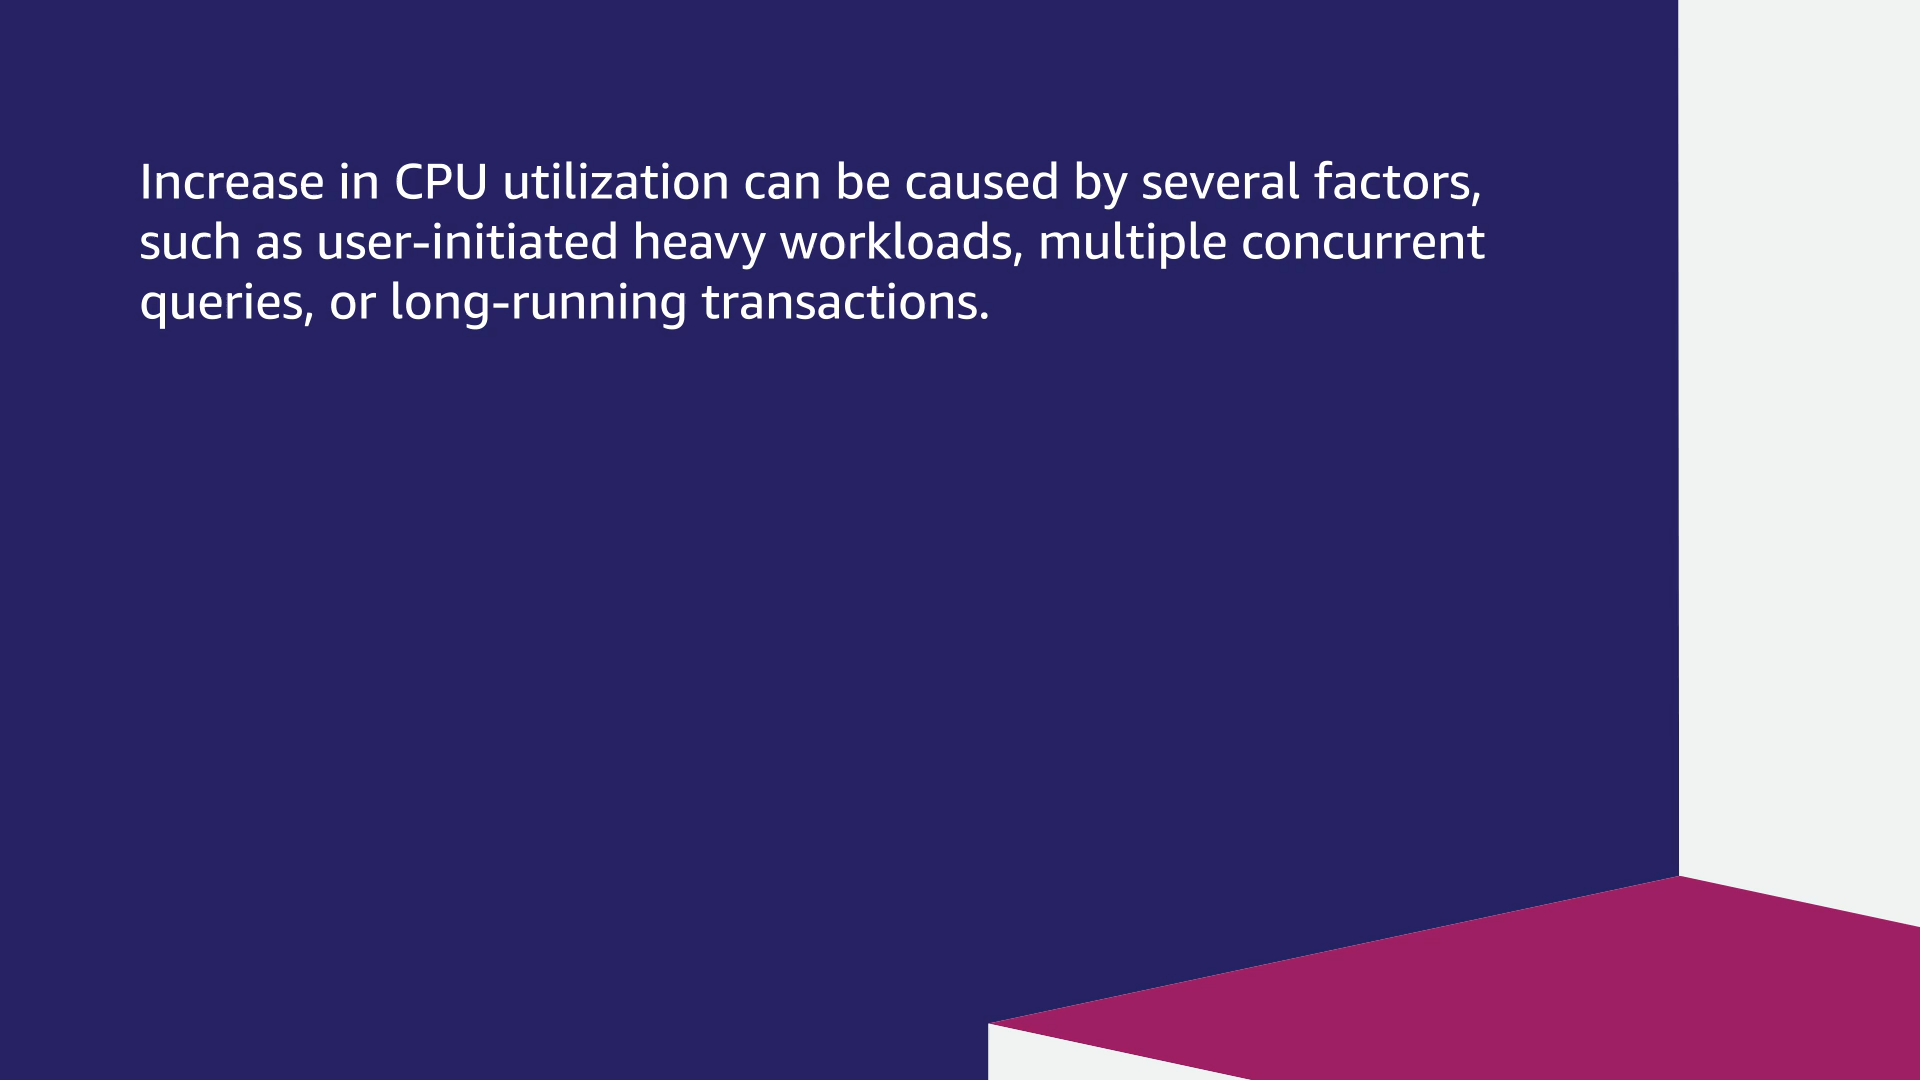 Increase in CPU utilization can be caused by several factors,
such as user-initiated heavy workloads, multiple concurrent
queries, or long-running transactions.